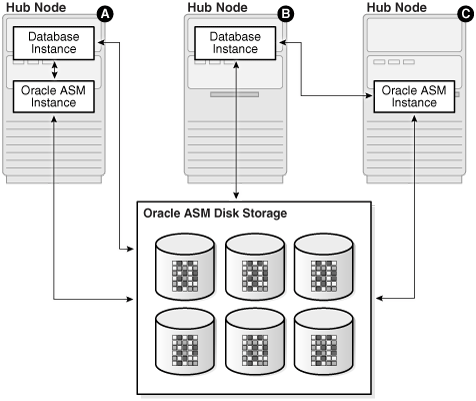 Hub Node
A
Database
Instance
Oracle ASM
Instance
Hub Node
B
Database
Instance
Hub Node
C
Oracle ASM
Instance
Oracle ASM Disk Storage